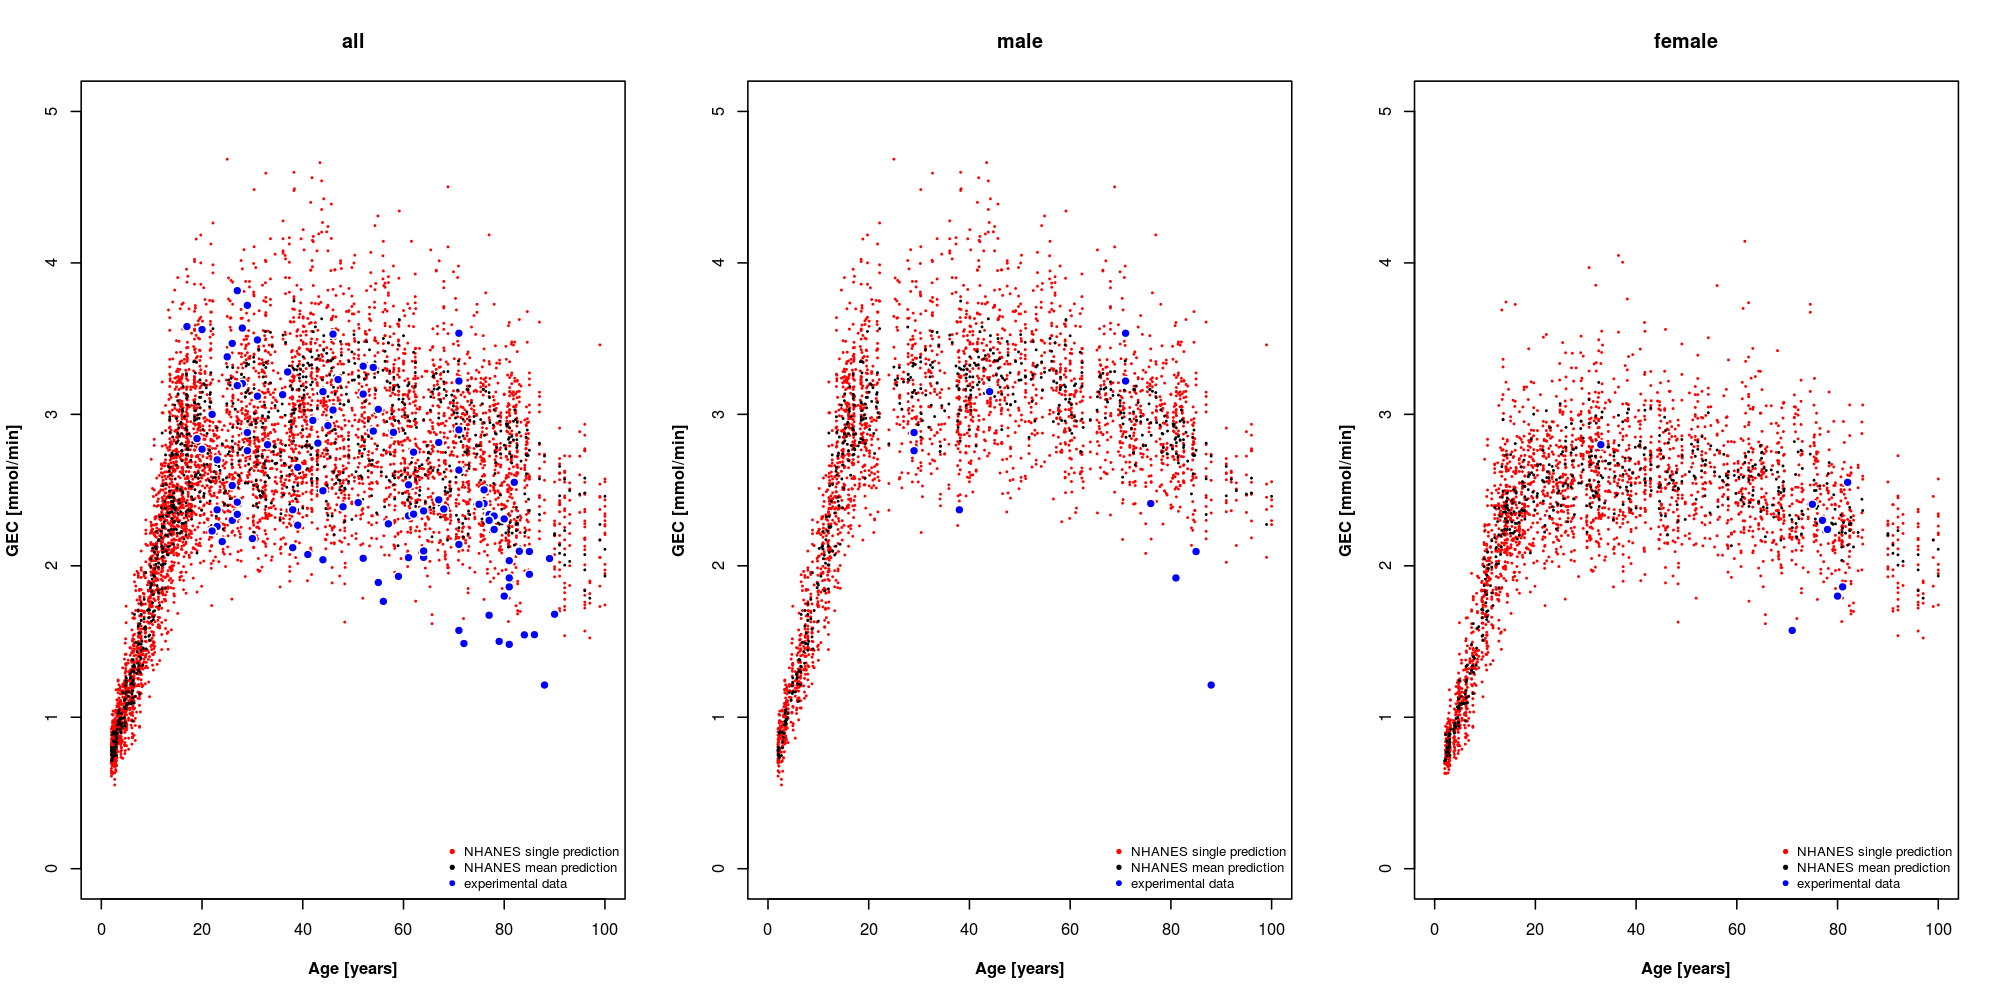 all
GEC [mmol/min]
5
4
3
2
1
0
NHANES single prediction
NHANES mean prediction
experimental data
0 20 40 60 80 100
Age [years]
male
GEC [mmol/min]
5
4
3
2
1
0
NHANES single prediction
NHANES mean prediction
experimental data
0 20 40 60 80 100
Age [years]
female
GEC [mmol/min]
5
4
3
2
1
0
NHANES single prediction
NHANES mean prediction
experimental data
0 20 40 60 80 100
Age [years]